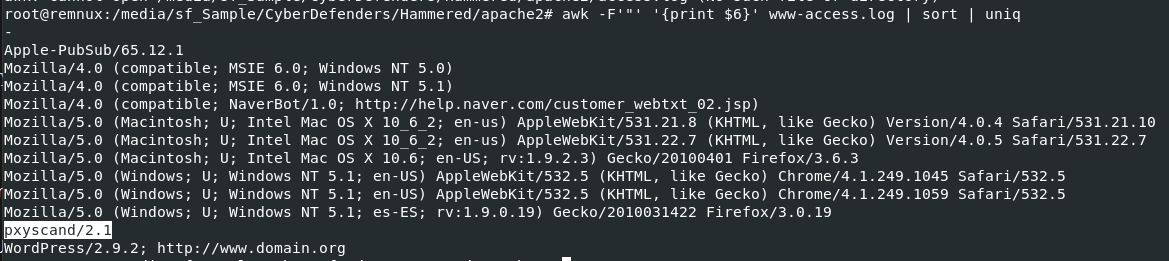 root@remnux:/media/sf_Sample/CyberDefenders/Hammered/apache2# awk -F'"' '{print $6}' www-access.log | sort | uniq
-
Apple-PubSub/65.12.1
Mozilla/4.0 (compatible; MSIE 6.0; Windows NT 5.0)
Mozilla/4.0 (compatible; MSIE 6.0; Windows NT 5.1)
Mozilla/4.0 (compatible; NaverBot/1.0; http://help.naver.com/customer_webtxt_02.jsp)
Mozilla/5.0 (Macintosh; U; Intel Mac OS X 10_6_2; en-us) AppleWebKit/531.21.8 (KHTML, like Gecko) Version/4.0.4 Safari/531.21.10
Mozilla/5.0 (Macintosh; U; Intel Mac OS X 10_6_2; en-us) AppleWebKit/531.22.7 (KHTML, like Gecko) Version/4.0.5 Safari/531.22.7
Mozilla/5.0 (Macintosh; U; Intel Mac OS X 10.6; en-US; rv:1.9.2.3) Gecko/20100401 Firefox/3.6.3
Mozilla/5.0 (Windows; U; Windows NT 5.1; en-US) AppleWebKit/532.5 (KHTML, like Gecko) Chrome/4.1.249.1045 Safari/532.5
Mozilla/5.0 (Windows; U; Windows NT 5.1; en-US) AppleWebKit/532.5 (KHTML, like Gecko) Chrome/4.1.249.1059 Safari/532.5
Mozilla/5.0 (Windows; U; Windows NT 5.1; es-ES; rv:1.9.0.19) Gecko/2010031422 Firefox/3.0.19
pxyscand/2.1
WordPress/2.9.2; http://www.domain.org